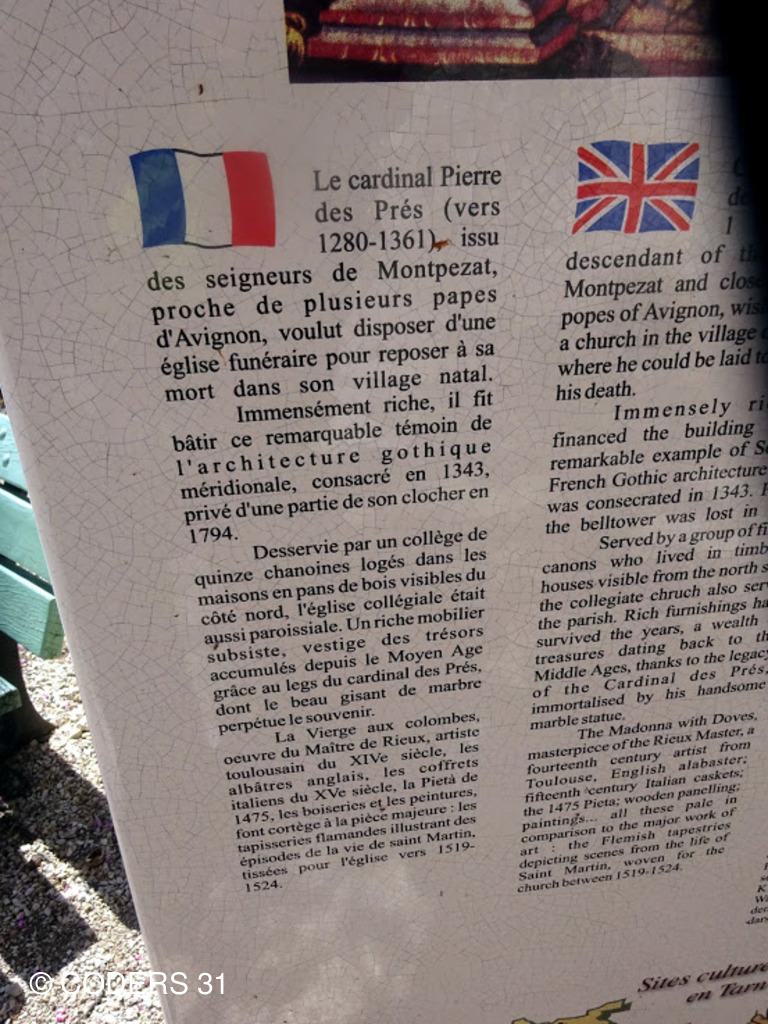 Le cardinal Pierre
des Prés (vers
1280-1361), issu
des seigneurs de Montpezat,
proche de plusieurs papes
d'Avignon, voulut disposer d'une
église funéraire pour reposer à sa
mort dans son village natal.
Immensément riche, il fit
bâtir ce remarquable témoin de
l'architecture gothique
méridionale, consacré en 1343,
privé d'une partie de son clocher en
1794.
Desservie par un collège de
quinze chanoines logés dans les
maisons en pans de bois visibles du
côté nord, l'église collégiale était
aussi paroissiale. Un riche mobilier
subsiste, vestige des trésors
accumulés depuis le Moyen Age
grâce au legs du cardinal des Prés,
dont le beau gisant de marbre
perpétue le souvenir.
La Vierge aux colombes,
oeuvre du Maître de Rieux, artiste
toulousain du XIVe siècle, les
albâtres anglais, les coffrets
italiens du XVe siècle, la Pietà de
1475, les boiseries et les peintures,
font cortège à la pièce majeure : les
tapisseries flamandes illustrant des
épisodes de la vie de saint Martin,
tissées pour l'église vers 1519-
1524.
descendant of
Montpezat and
popes of Avignon,
a church in the village
where he could be laid
his death.
Immensely
financed the building
remarkable example of
French Gothic architecture
was consecrated in 1343.
the belltower was lost in
Served by a group of
canons who lived in
houses visible from the north
the collegiate chruch also
the parish. Rich furnishings
survived the years, a wealth
treasures dating back to
Middle Ages, thanks to the legacy
of the Cardinal des Prés,
immortalised by his handsome
marble statue.
The Madonna with Doves,
masterpiece of the Rieux Master, a
fourteenth century artist from
Toulouse, English alabaster;
fifteenth century Italian caskets;
the 1475 Pieta; wooden panelling;
paintings... all these pale in
comparison to the major work of
art : the Flemish tapestries
depicting scenes from the life of
Saint Martin, woven for the
church between 1519-1524.
Sites
en
© CODERS 31